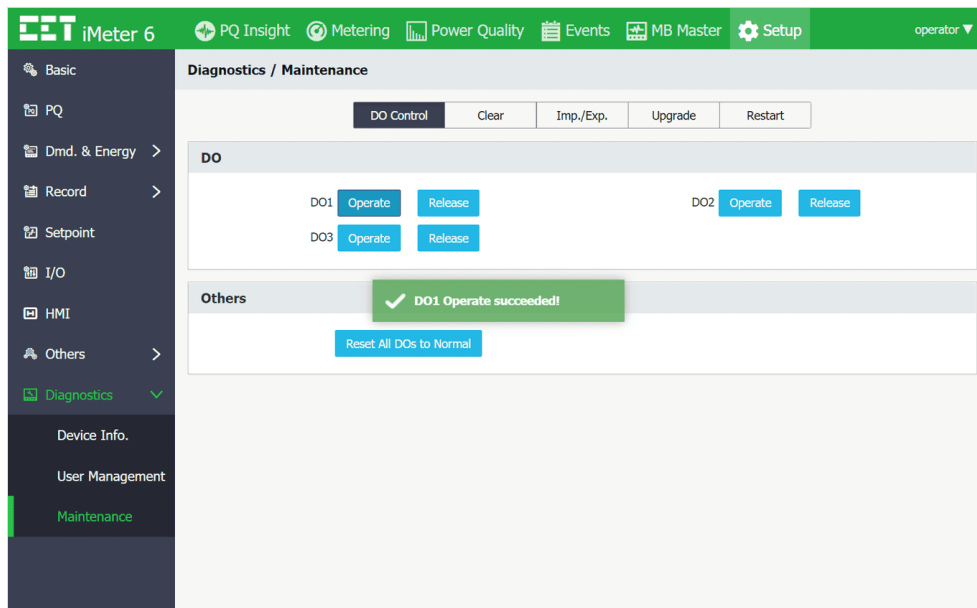 CET iMeter 6 PQ Insight Metering Power Quality Events MB Master Setup operator
Basic
PQ
Dmd. & Energy
Record
Setpoint
I/O
HMI
Others
Diagnostics
Device Info.
User Management
Maintenance
Diagnostics / Maintenance
DO Control Clear Imp./Exp. Upgrade Restart
DO
DO1 Operate Release DO2 Operate Release
DO3 Operate Release
Others
DO1 Operate succeeded!
Reset All DOs to Normal